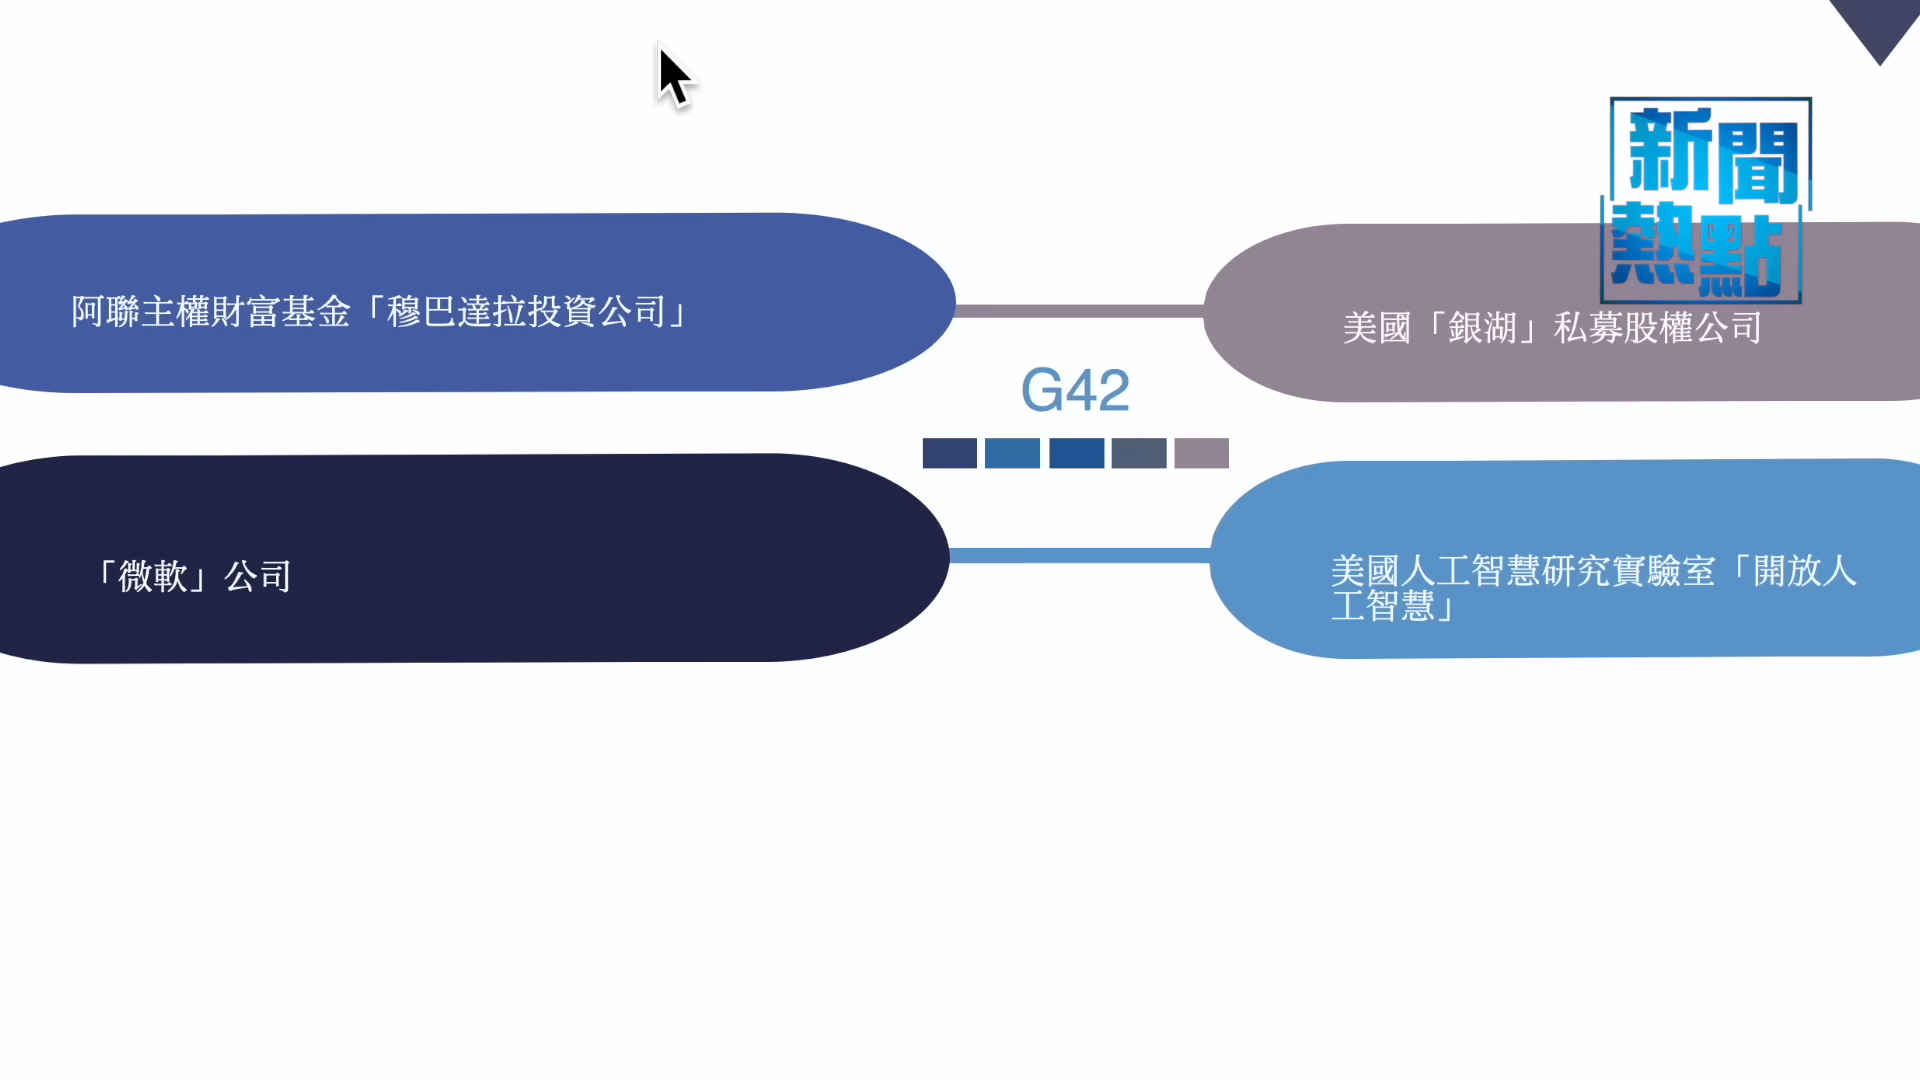 新聞
熱點
阿聯主權財富基金「穆巴達拉投資公司」
美國「銀湖」私募股權公司
G42
「微軟」公司
美國人工智慧研究實驗室「開放人
工智慧」